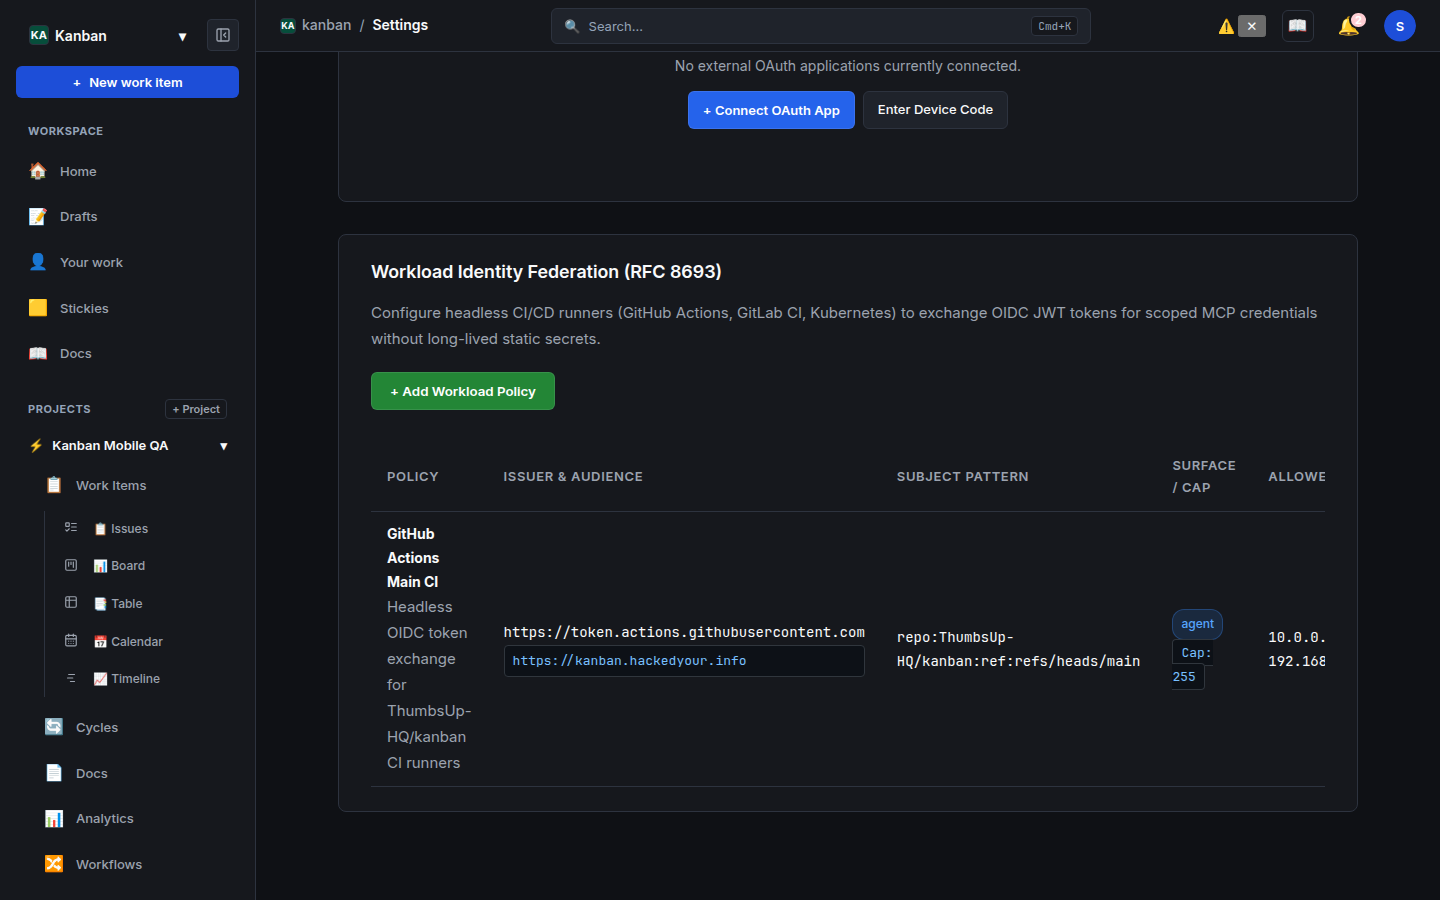 KA Kanban ▼
+ New work item
WORKSPACE
Home
Drafts
Your work
Stickies
Docs
PROJECTS + Project
Kanban Mobile QA ▼
Work Items
Issues
Board
Table
Calendar
Timeline
Cycles
Docs
Analytics
Workflows
KA kanban / Settings
Search... Cmd+K
✕
2
S
No external OAuth applications currently connected.
+ Connect OAuth App
Enter Device Code
Workload Identity Federation (RFC 8693)
Configure headless CI/CD runners (GitHub Actions, GitLab CI, Kubernetes) to exchange OIDC JWT tokens for scoped MCP credentials
without long-lived static secrets.
+ Add Workload Policy
POLICY
ISSUER & AUDIENCE
SUBJECT PATTERN
SURFACE
/ CAP
ALLOWE
GitHub
Actions
Main CI
Headless
OIDC token
exchange
for
ThumbsUp-
HQ/kanban
CI runners
https://token.actions.githubusercontent.com
https://kanban.hackedyour.info
repo:ThumbsUp-
HQ/kanban:ref:refs/heads/main
agent
Cap:
255
10.0.0.
192.168